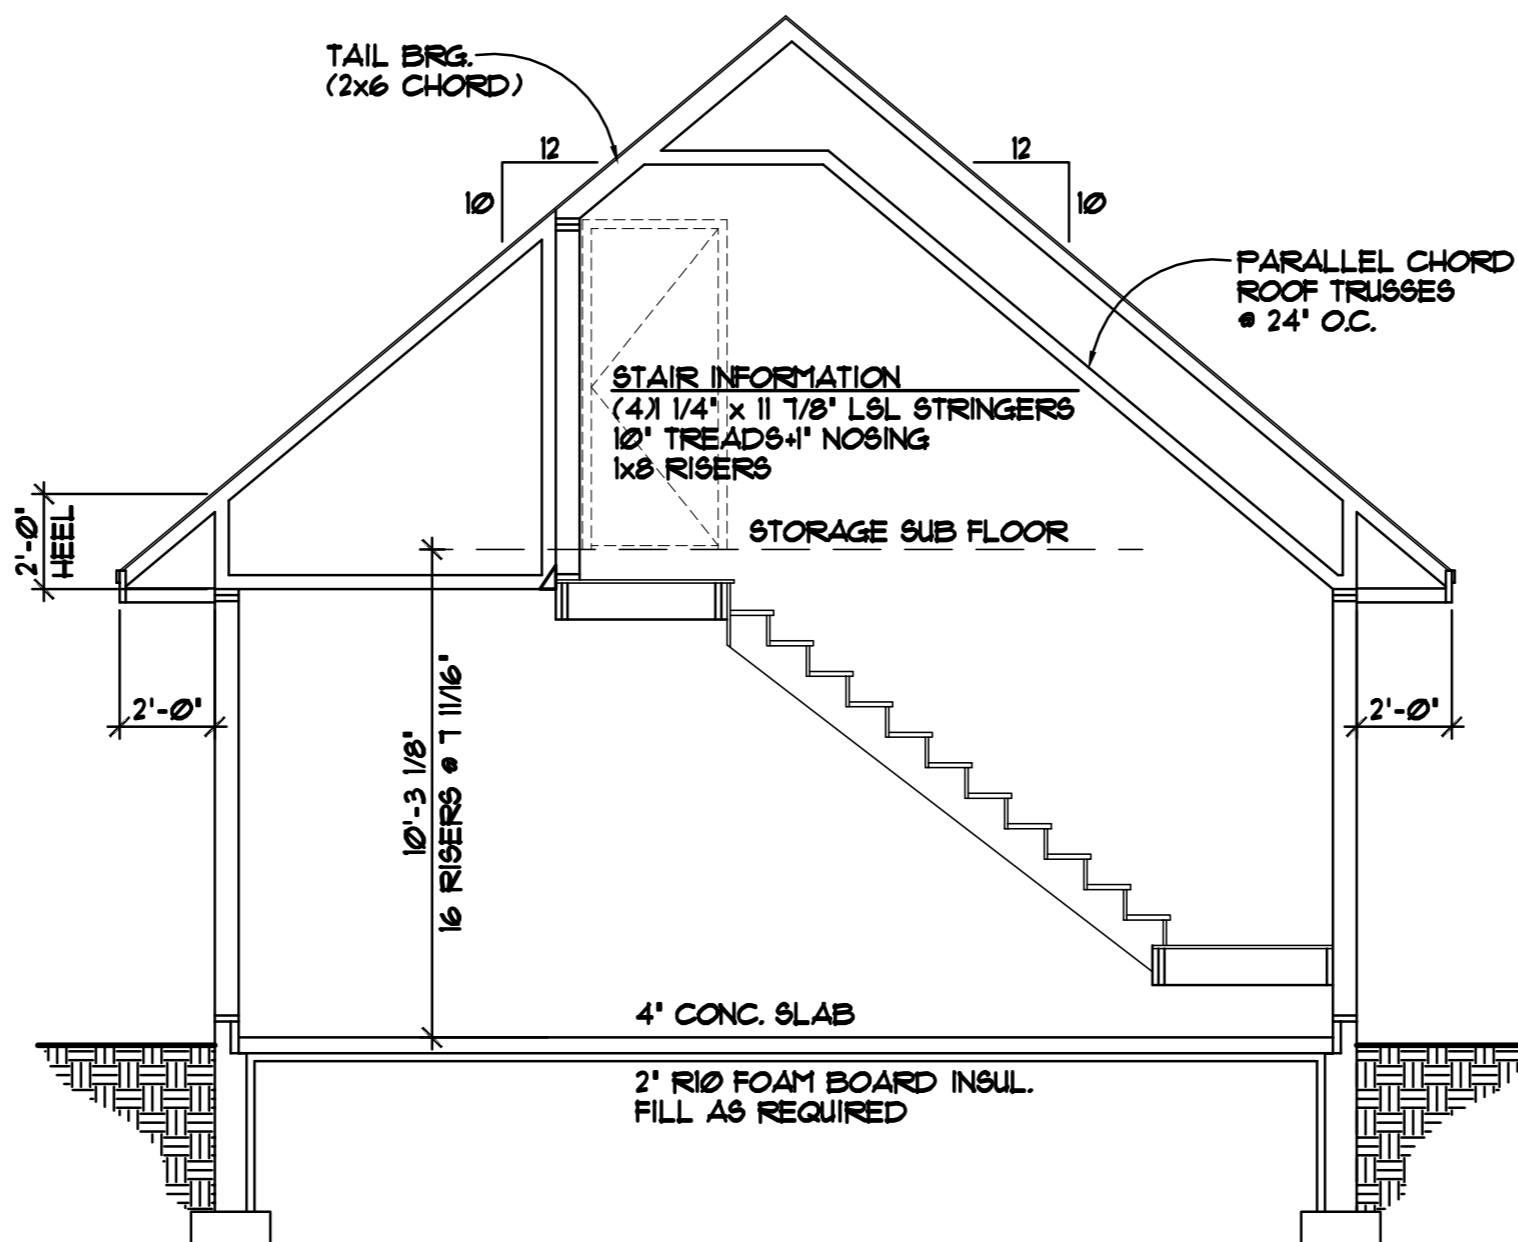 TAIL BRG.
(2x6 CHORD)
12
10
12
10
PARALLEL CHORD
ROOF TRUSSES
@ 24" O.C.
STAIR INFORMATION
(4)1 1/4" x 11 7/8" LSL STRINGERS
10" TREADS+1" NOSING
1x8 RISERS
STORAGE SUB FLOOR
2'-0"
HEEL
2'-0"
2'-0"
10'-3 1/8"
16 RISERS @ 7 11/16"
4" CONC. SLAB
2" R10 FOAM BOARD INSUL.
FILL AS REQUIRED